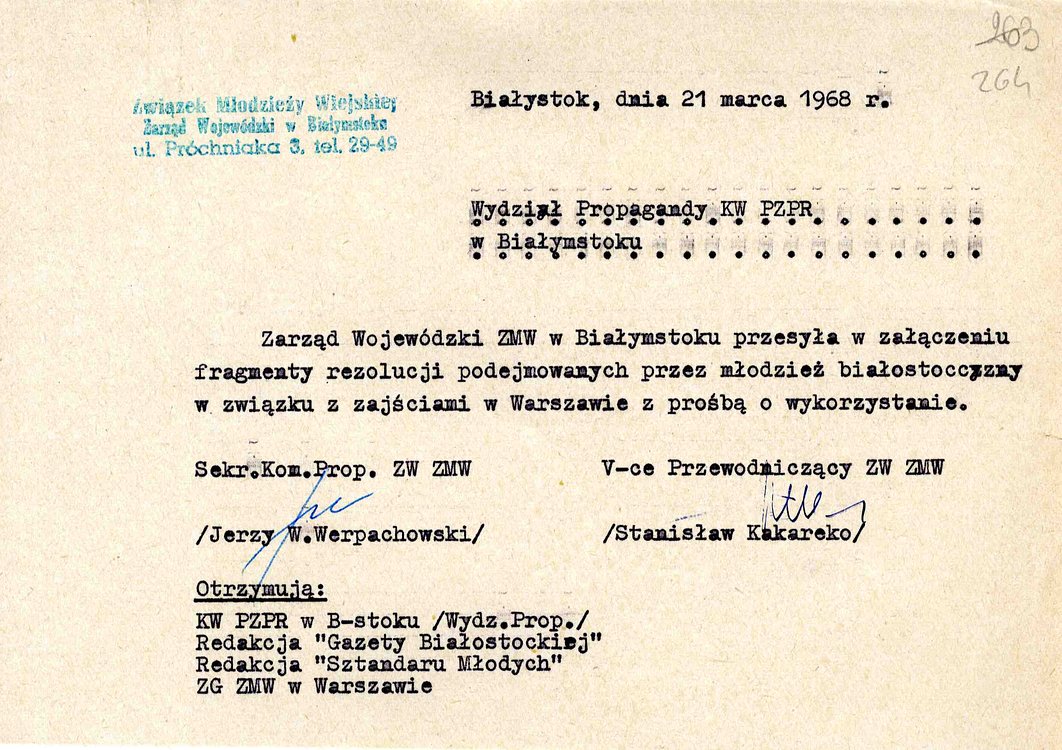 263
264
Związek Młodzieży Wiejskiej
Zarząd Wojewódzki w Białymstoku
ul. Próchniaka 3, tel. 29-49
Białystok, dnia 21 marca 1968 r.
Wydział Propagandy KW PZPR
w Białymstoku
Zarząd Wojewódzki ZMW w Białymstoku przesyła w załączeniu
fragmenty rezolucji podejmowanych przez młodzież białostocczyzny
w związku z zajściami w Warszawie z prośbą o wykorzystanie.
Sekr.Kom.Prop. ZW ZMW
V-ce Przewodniczący ZW ZMW
/Jerzy W.Werpachowski/
/Stanisław Kakareko/
Otrzymują:
KW PZPR w B-stoku /Wydz.Prop./
Redakcja "Gazety Białostockiej"
Redakcja "Sztandaru Młodych"
ZG ZMW w Warszawie